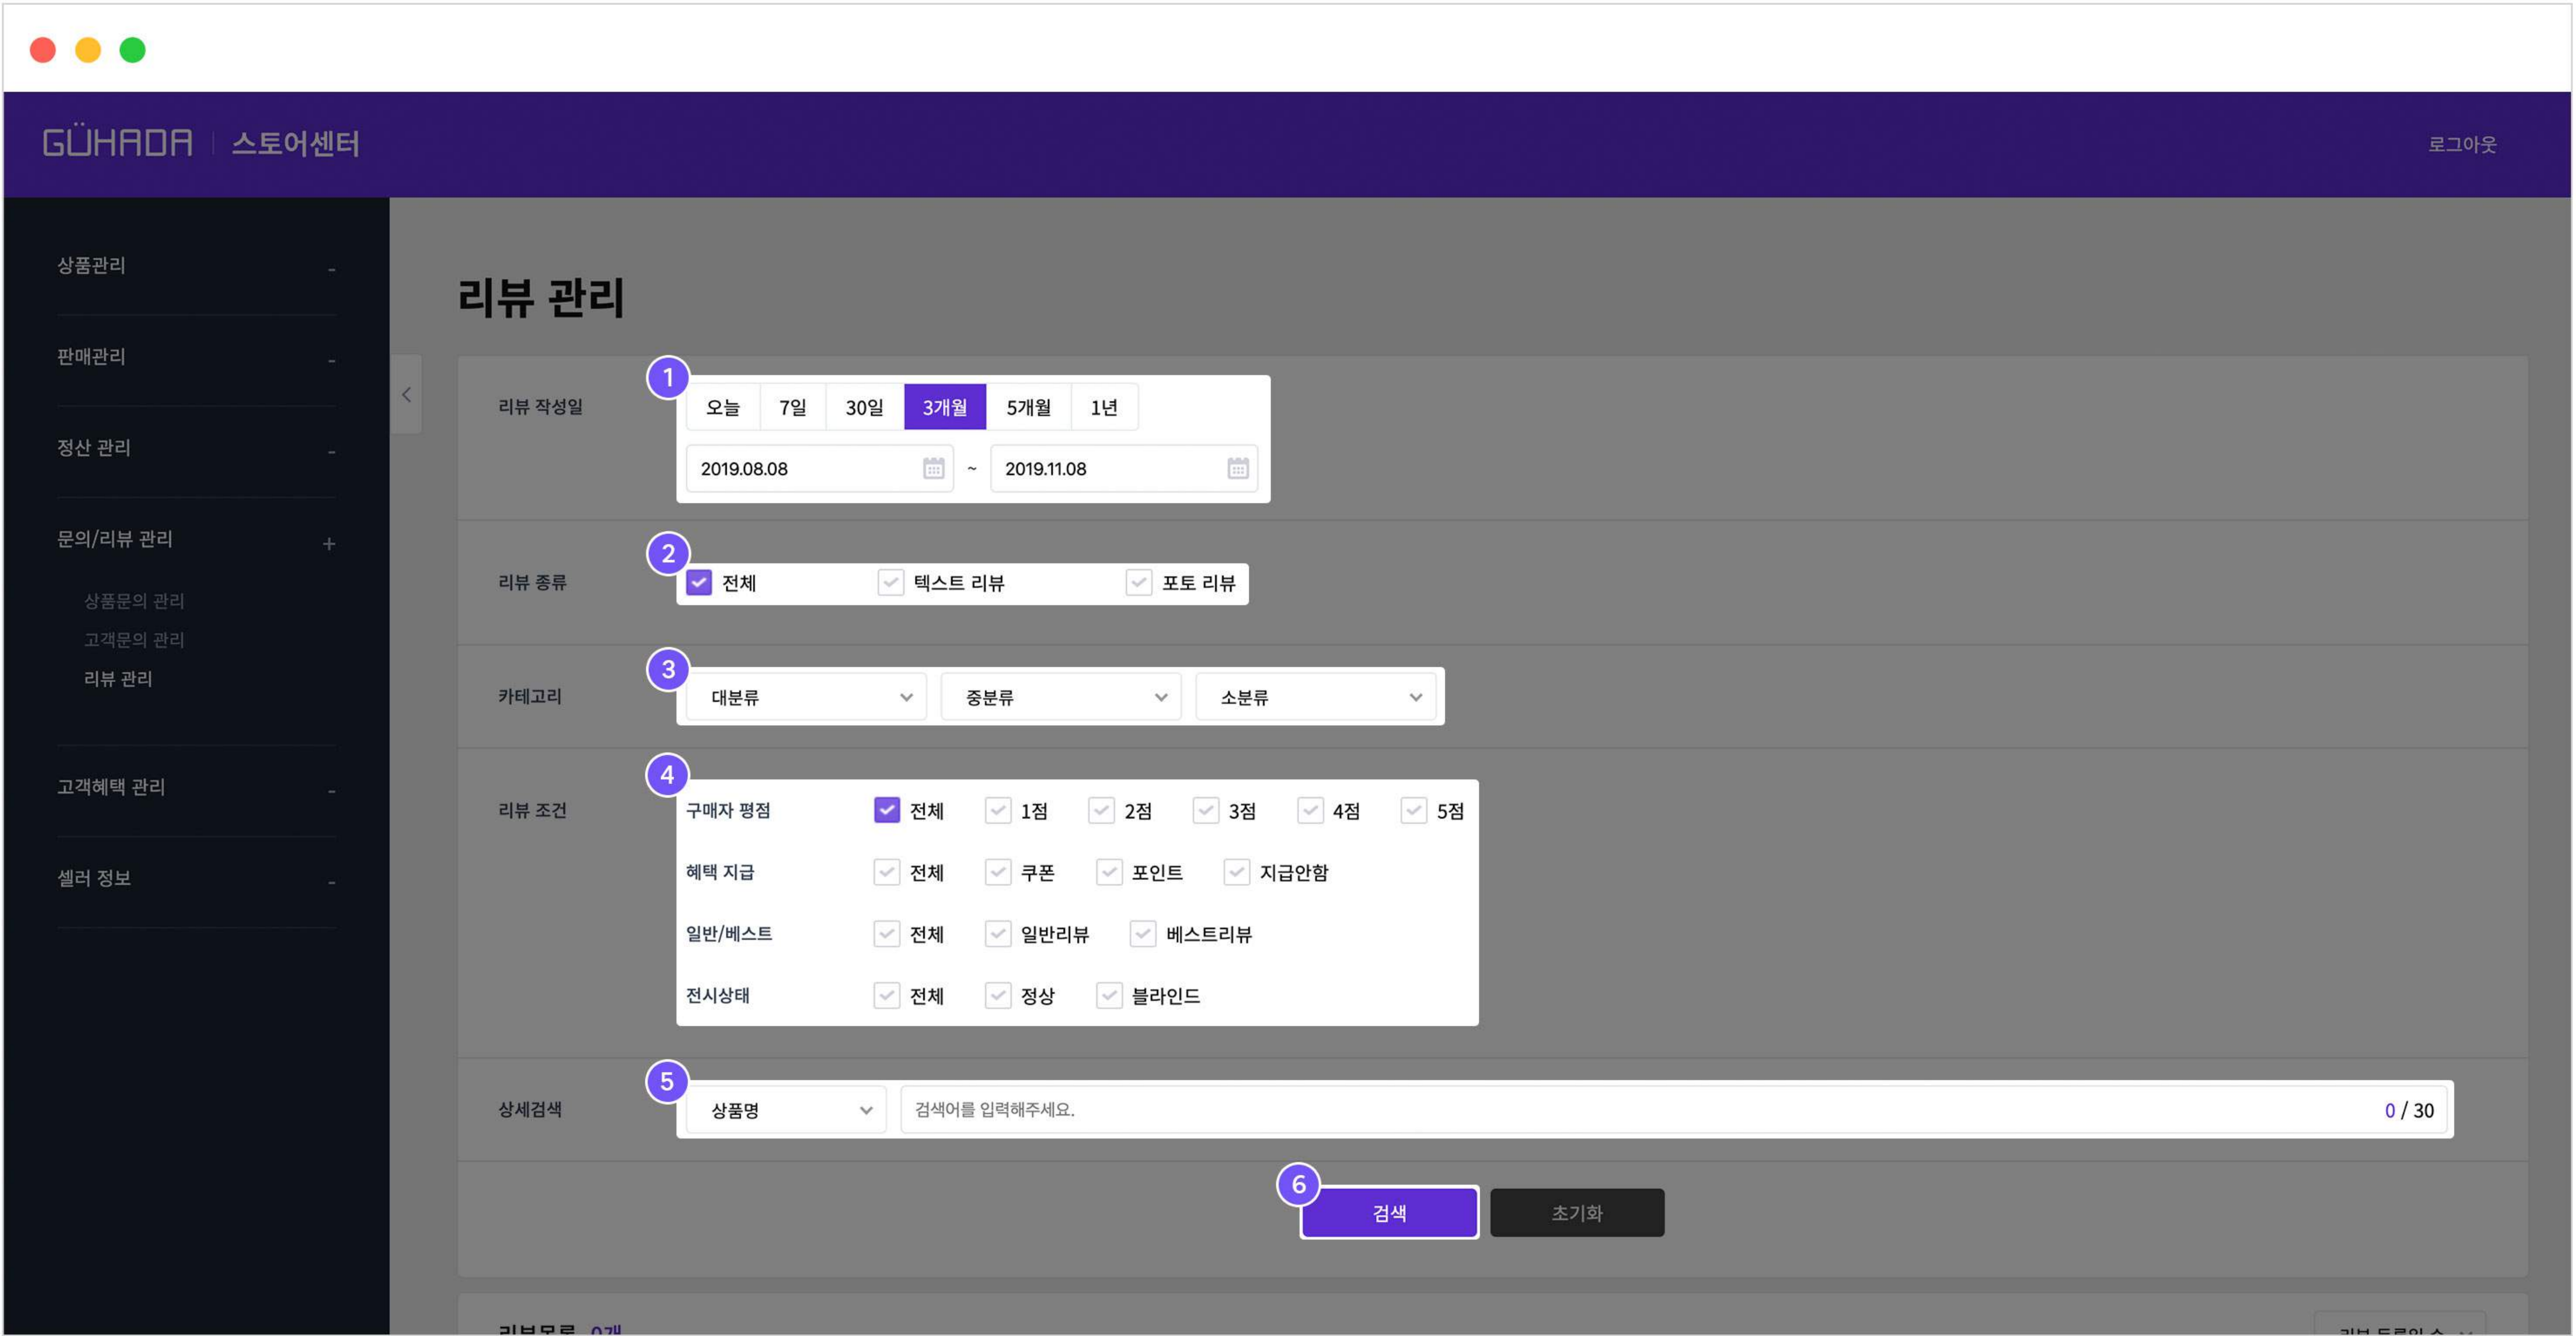 GÜHADA 스토어센터 로그아웃
상품관리 -
판매관리 -
정산 관리 -
문의/리뷰 관리 +
상품문의 관리
고객문의 관리
리뷰 관리
고객혜택 관리 -
셀러 정보 -
리뷰 관리
1
리뷰 작성일 오늘 7일 30일 3개월 5개월 1년
2019.08.08 ~ 2019.11.08
2
리뷰 종류 전체 텍스트 리뷰 포토 리뷰
3
카테고리 대분류 중분류 소분류
4
리뷰 조건 구매자 평점 전체 1점 2점 3점 4점 5점
혜택 지급 전체 쿠폰 포인트 지급안함
일반/베스트 전체 일반리뷰 베스트리뷰
전시상태 전체 정상 블라인드
5
상세검색 상품명 검색어를 입력해주세요. 0 / 30
6
검색 초기화
리뷰목록 0개